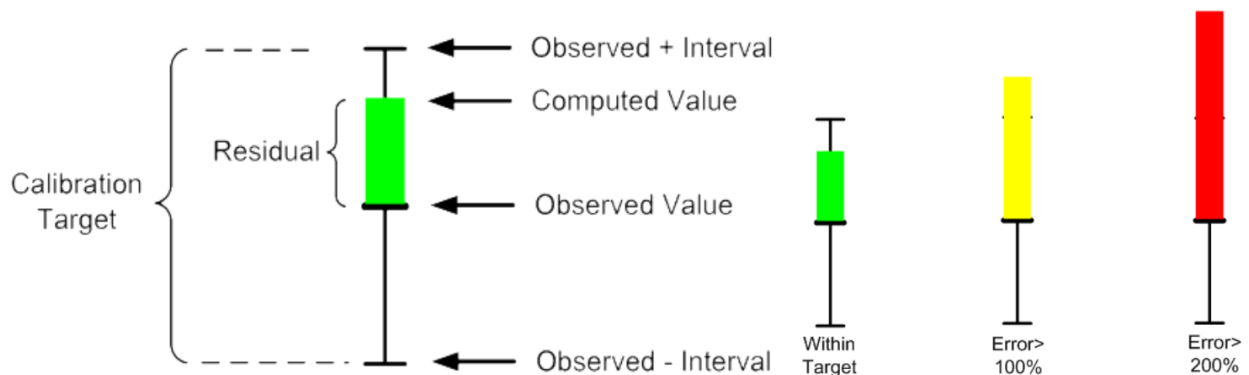 Observed + Interval
Computed Value
Residual
Calibration
Target
Observed Value
Observed - Interval
Within
Target
Error>
100%
Error>
200%